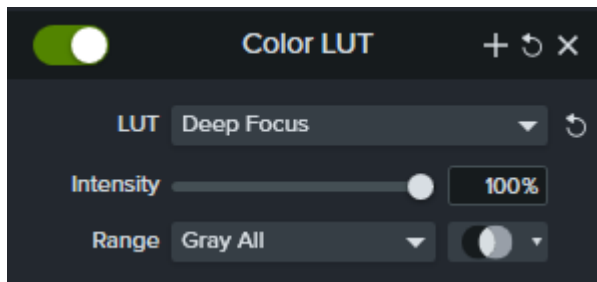 Color LUT
LUT Deep Focus
Intensity 100%
Range Gray All